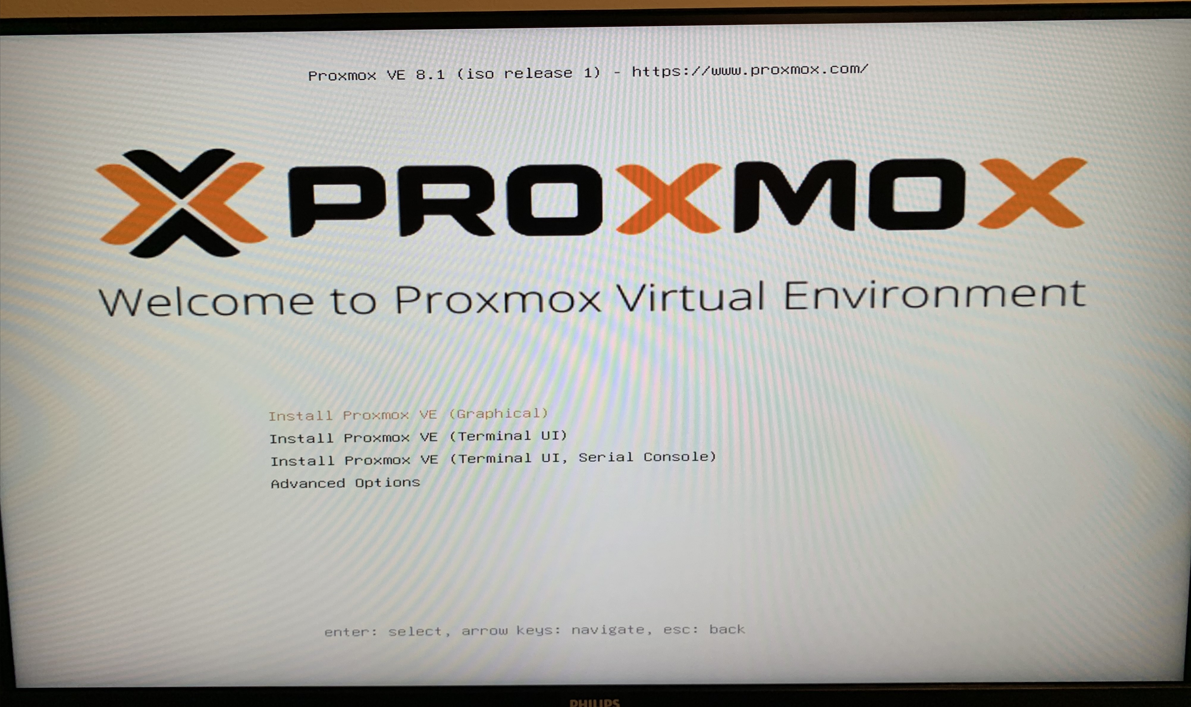 Proxmox VE 8.1 (iso release 1) - https://www.proxmox.com/
PROXMOX
Welcome to Proxmox Virtual Environment
Install Proxmox VE (Graphical)
Install Proxmox VE (Terminal UI)
Install Proxmox VE (Terminal UI, Serial Console)
Advanced Options
enter: select, arrow keys: navigate, esc: back
PHILIPS